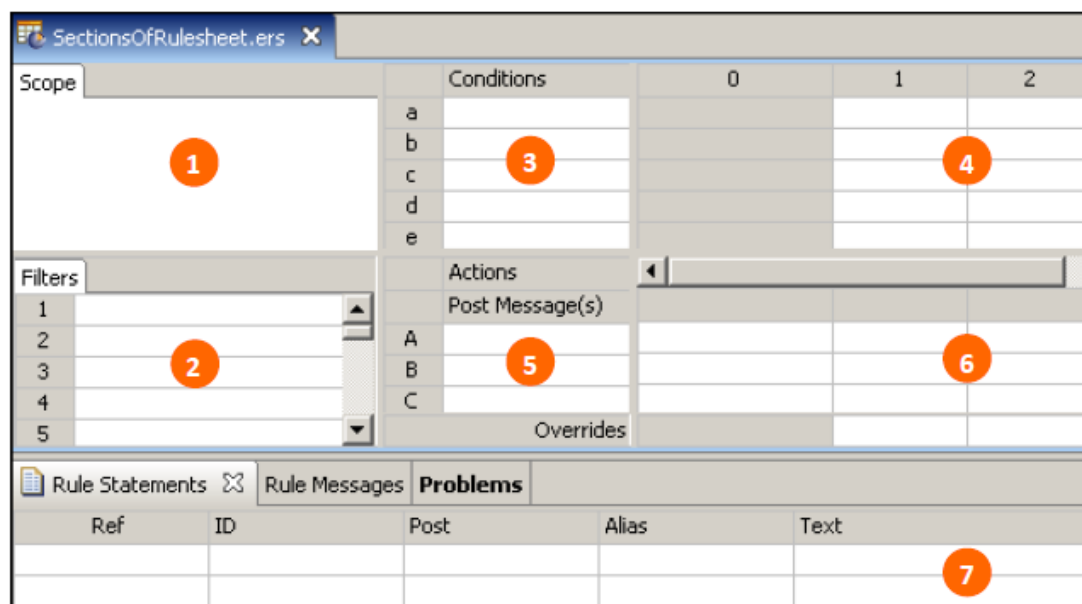 SectionsOfRulesheet.ers
Scope
Conditions 0 1 2
a
b
c
d
e
1
3
4
Filters
1
2
3
4
5
2
Actions
Post Message(s)
A
B
C
Overrides
5
6
Rule Statements Rule Messages Problems
Ref ID Post Alias Text
7